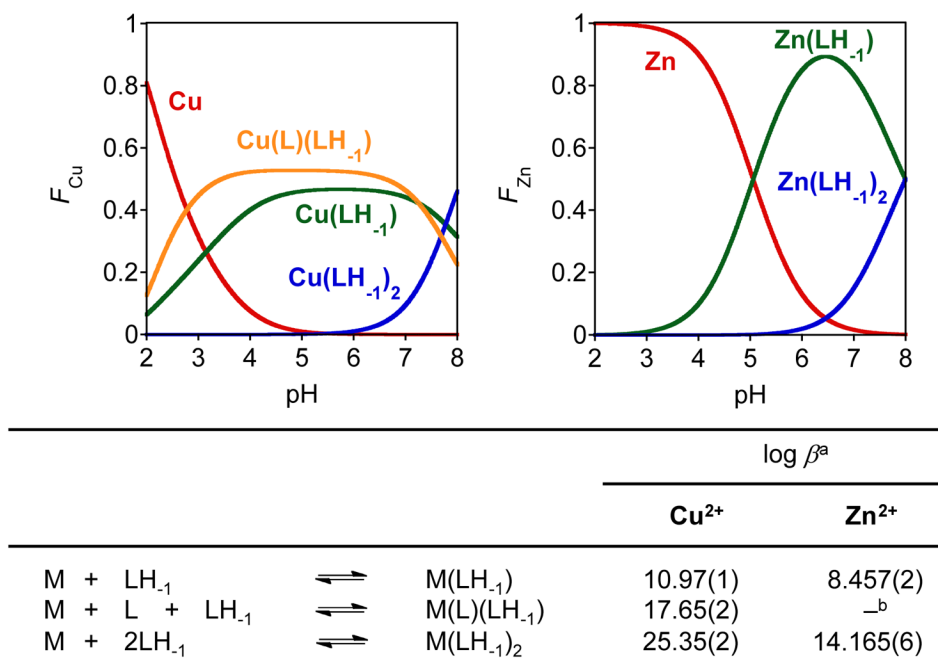 1
0.8
0.6
0.4
0.2
0
F_Cu
Cu
Cu(L)(LH_-1)
Cu(LH_-1)
Cu(LH_-1)_2
2 3 4 5 6 7 8
pH
1
0.8
0.6
0.4
0.2
0
F_Zn
Zn
Zn(LH_-1)
Zn(LH_-1)_2
2 3 4 5 6 7 8
pH
log β^a
Cu²⁺ Zn²⁺
M + LH_-1 ⇌ M(LH_-1) 10.97(1) 8.457(2)
M + L + LH_-1 ⇌ M(L)(LH_-1) 17.65(2) –^b
M + 2LH_-1 ⇌ M(LH_-1)_2 25.35(2) 14.165(6)